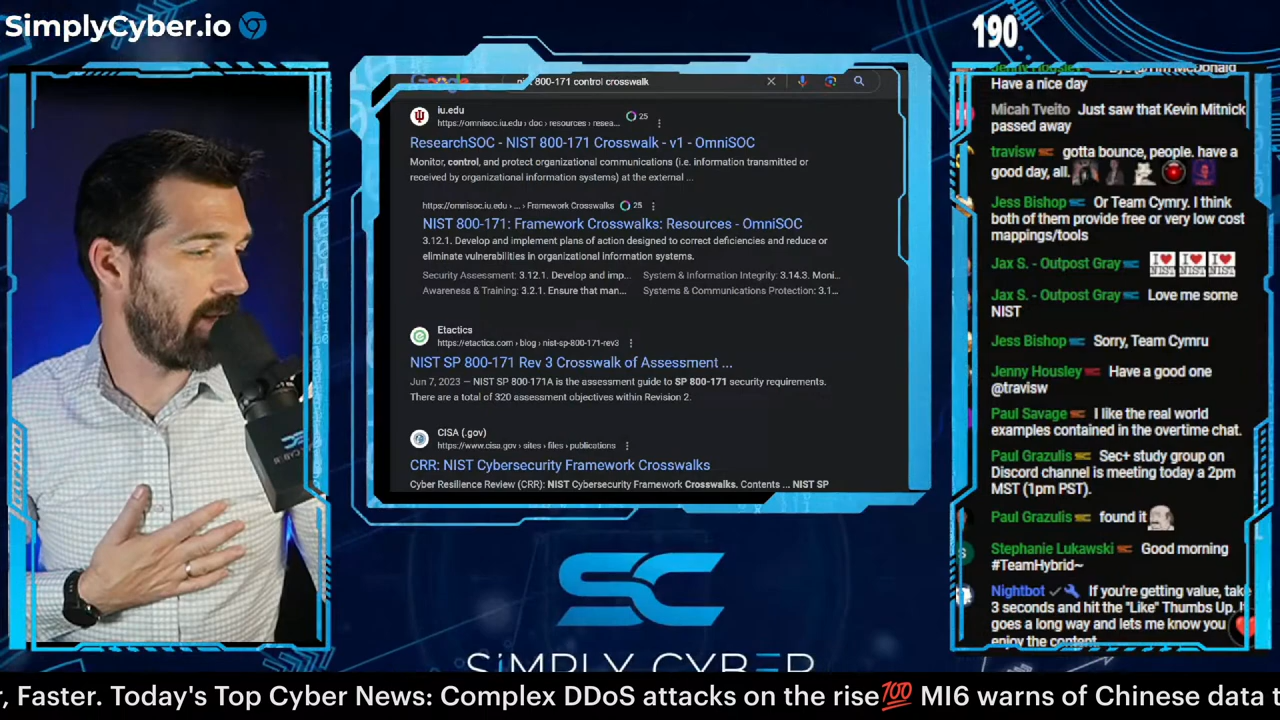 SimplyCyber.io
190
800-171 control crosswalk
iu.edu
https://omnisoc.iu.edu › doc › resources › resea...
25
ResearchSOC - NIST 800-171 Crosswalk - v1 - OmniSOC
Monitor, control, and protect organizational communications (i.e. information transmitted or
received by organizational information systems) at the external ...
https://omnisoc.iu.edu › ... › Framework Crosswalks
25
NIST 800-171: Framework Crosswalks: Resources - OmniSOC
3.12.1. Develop and implement plans of action designed to correct deficiencies and reduce or
eliminate vulnerabilities in organizational information systems.
Security Assessment: 3.12.1. Develop and imp...
System & Information Integrity: 3.14.3. Moni...
Awareness & Training: 3.2.1. Ensure that man...
Systems & Communications Protection: 3.1...
Etactics
https://etactics.com › blog › nist-sp-800-171-rev3
NIST SP 800-171 Rev 3 Crosswalk of Assessment ...
Jun 7, 2023 — NIST SP 800-171A is the assessment guide to SP 800-171 security requirements.
There are a total of 320 assessment objectives within Revision 2.
CISA (.gov)
https://www.cisa.gov › sites › files › publications
CRR: NIST Cybersecurity Framework Crosswalks
Cyber Resilience Review (CRR): NIST Cybersecurity Framework Crosswalks. Contents ... NIST SP
SC
SIMPLY CYBER
Have a nice day
Micah Tveito Just saw that Kevin Mitnick
passed away
travisw gotta bounce, people. have a
good day, all.
Jess Bishop Or Team Cymry. I think
both of them provide free or very low cost
mappings/tools
Jax S. - Outpost Gray I ♥ NIST I ♥ NIST I ♥ NIST
Jax S. - Outpost Gray Love me some
NIST
Jess Bishop Sorry, Team Cymru
Jenny Housley Have a good one
@travisw
Paul Savage I like the real world
examples contained in the overtime chat.
Paul Grazulis Sec+ study group on
Discord channel is meeting today a 2pm
MST (1pm PST).
Paul Grazulis found it
Stephanie Lukawski Good morning
#TeamHybrid~
Nightbot If you're getting value, take
3 seconds and hit the "Like" Thumbs Up. It
goes a long way and lets me know you
enjoy the content.
, Faster. Today's Top Cyber News: Complex DDoS attacks on the rise💯 MI6 warns of Chinese data